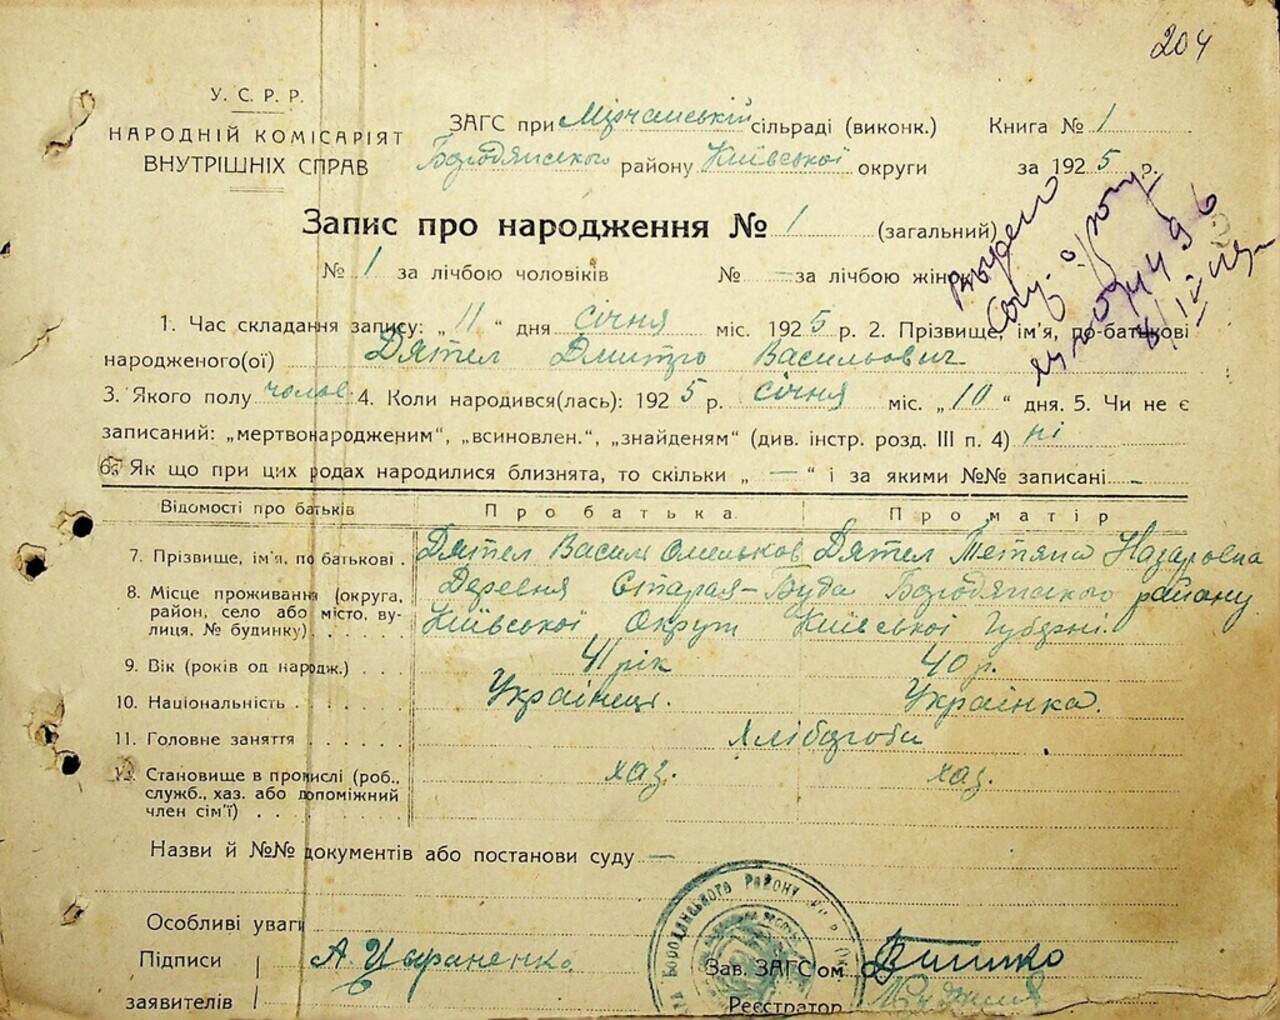 204
У. С. Р. Р.
НАРОДНІЙ КОМІСАРІЯТ
ВНУТРІШНІХ СПРАВ
ЗАГС при Мірчанській сільраді (виконк.) Книга № 1
Бородянського району Київської округи за 1925 р.
Запис про народження № 1 (загальний)
№ 1 за лічбою чоловіків № — за лічбою жінок
1. Час складання запису: „11“ дня січня міс. 1925 р. 2. Прізвище, ім'я, по-батькові
народженого(ої) Дятел Дмитро Васильович
3. Якого полу чолов 4. Коли народився(лась): 1925 р. січня міс. „10“ дня. 5. Чи не є
записаний: „мертвонародженим“, „всиновлен.“, „знайденям“ (див. інстр. розд. III п. 4) ні
6. Як що при цих родах народилися близнята, то скільки „—“ і за якими №№ записані —
Відомості про батьків Про батька Про матір
7. Прізвище, ім'я, по батькові . Дятел Василь Дятел Тетяна Назаровна
8. Місце проживання (округа, район, село або місто, вулиця, № будинку) . . . . Деревня Старая-Буда Бородянського району
Київської Округи Київської Губерні.
9. Вік (років од народж.) . . . 41 рік 40 р.
10. Національність . . . . . . Українець. Українка.
11. Головне заняття . . . . . . Хлібороби
12. Становище в промислі (роб., хаз. хаз.
служб., хаз. або допоміжний
член сім'ї) . . . . . . . .
Назви й №№ документів або постанови суду —
Особливі уваги
Підписи
заявителів
Зав. ЗАГС'ом
Реєстратор
БОРОДЯНСЬКОГО РАЙОНУ